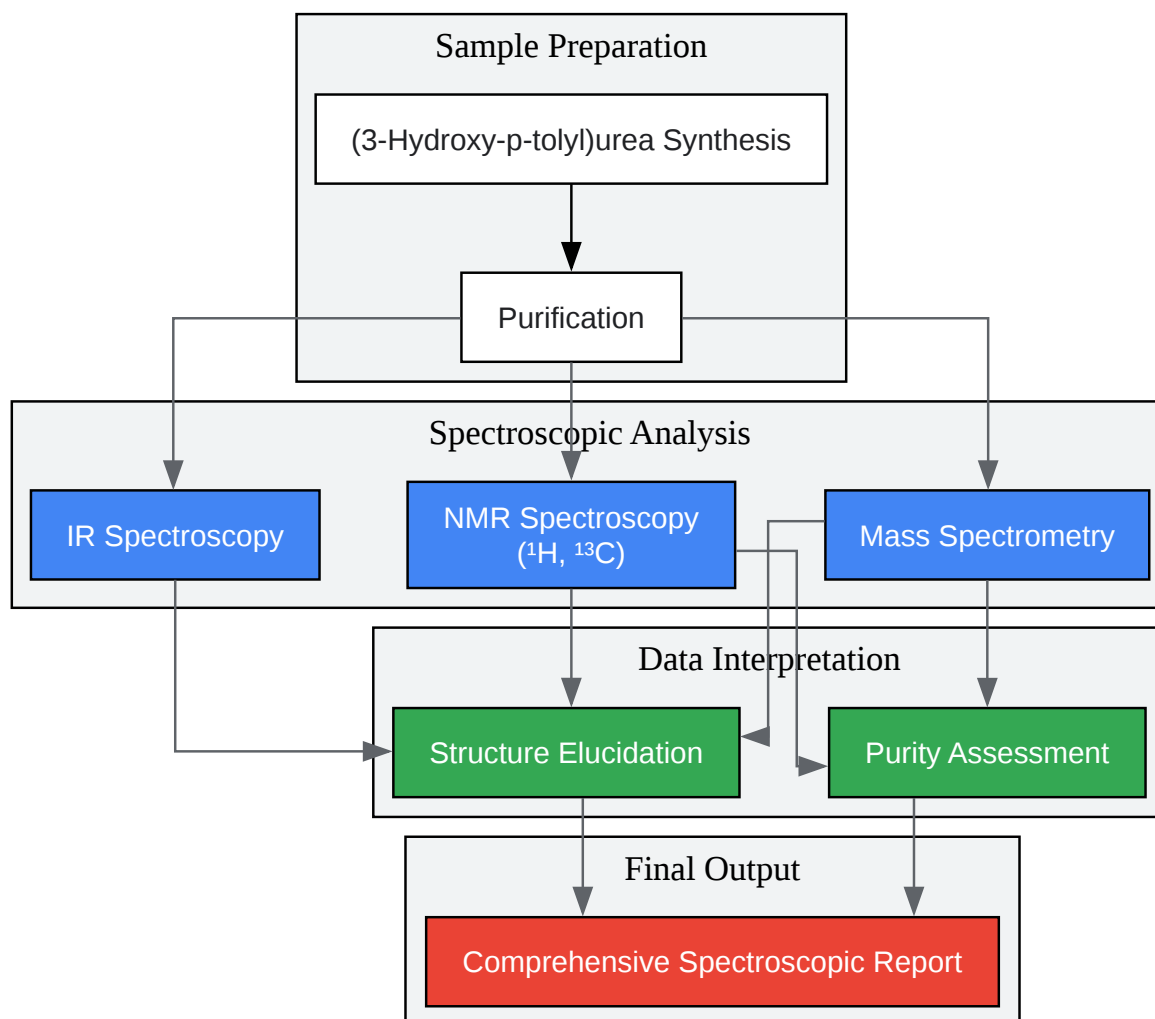 Sample Preparation
(3-Hydroxy-p-tolyl)urea Synthesis
Purification
Spectroscopic Analysis
IR Spectroscopy
NMR Spectroscopy
(¹H, ¹³C)
Mass Spectrometry
Data Interpretation
Structure Elucidation
Purity Assessment
Final Output
Comprehensive Spectroscopic Report